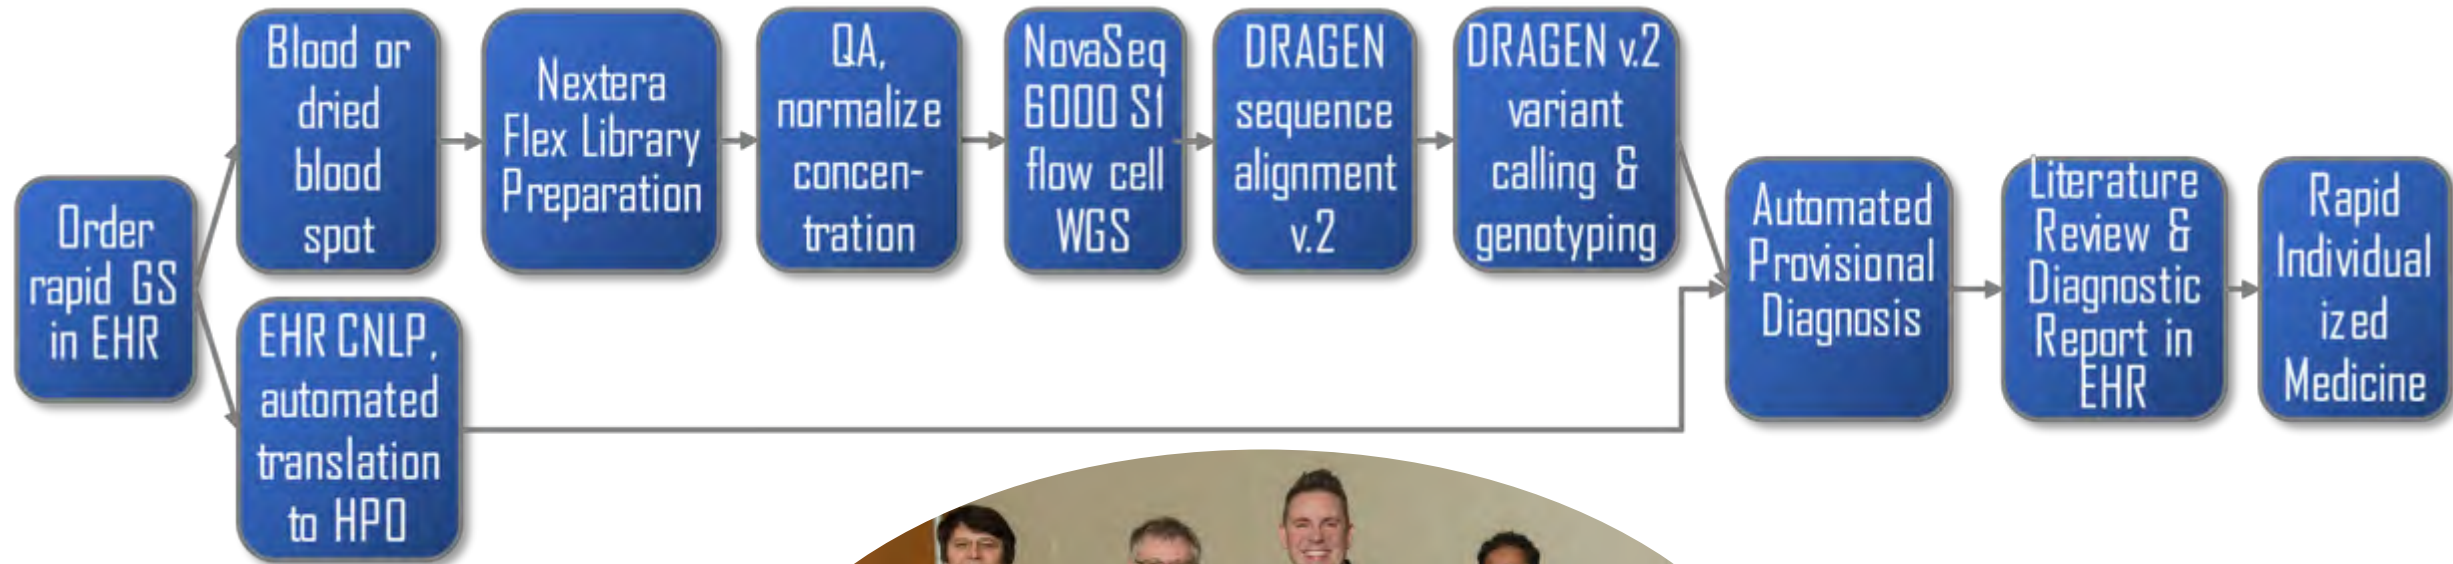 Order
rapid GS
in EHR
Blood or
dried
blood
spot
EHR CNLP,
automated
translation
to HPO
Nextera
Flex Library
Preparation
QA,
normalize
concen-
tration
NovaSeq
6000 S1
flow cell
WGS
DRAGEN
sequence
alignment
v.2
DRAGEN v.2
variant
calling &
genotyping
Automated
Provisional
Diagnosis
Literature
Review &
Diagnostic
Report in
EHR
Rapid
Individual
ized
Medicine